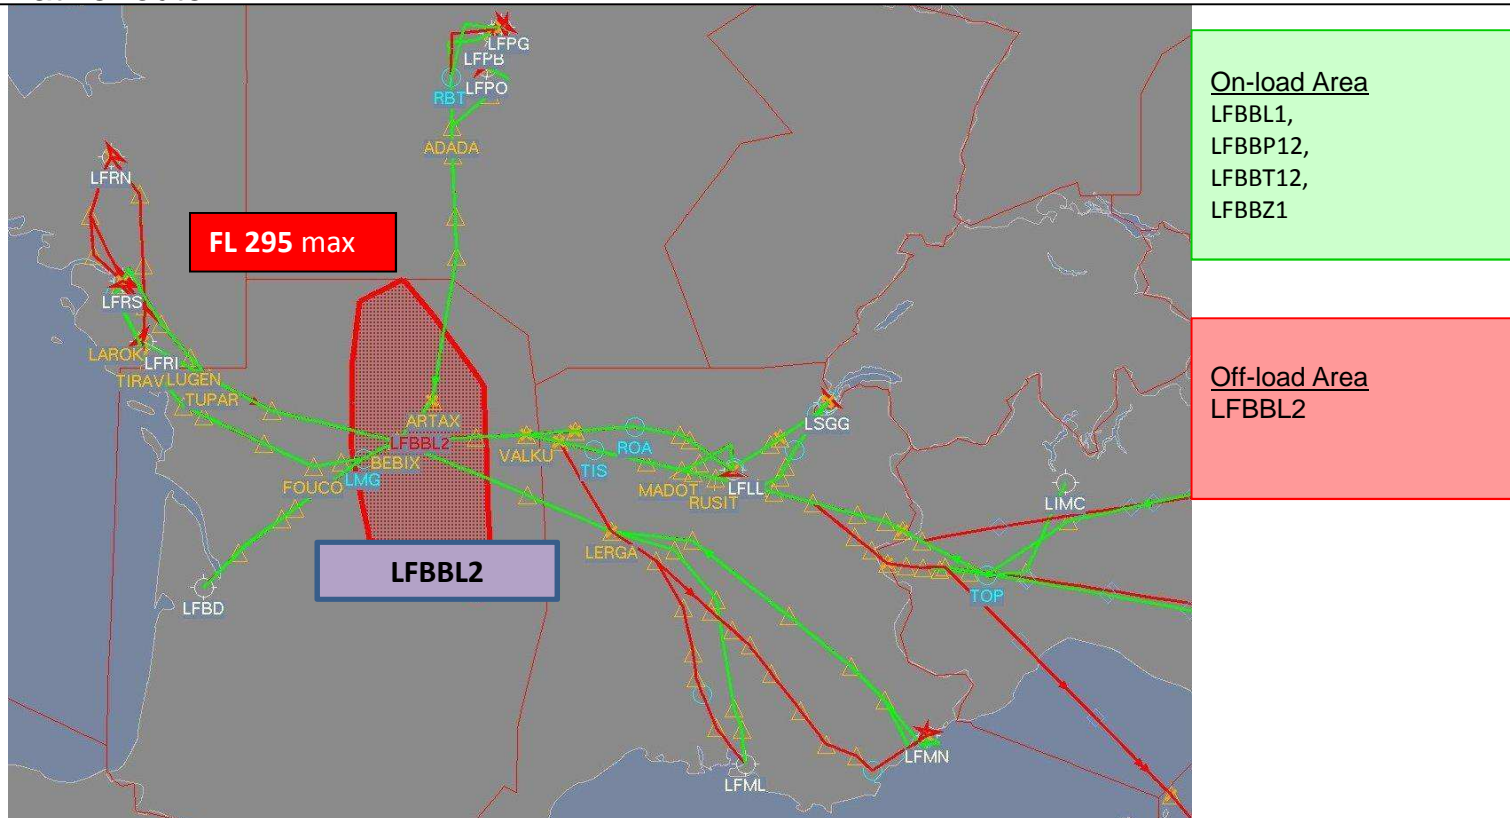 LFPG
LFPB
LFPO
RBT
ADADA
LFRN
FL 295 max
LFRS
LAROK
LFRI
TIRAV
LUGEN
TUPAR
ARTAX
LFBBL2
BEBIX
LMG
FOUCO
VALKU
TIS
ROA
LSGG
MADOT
LFLL
RUSIT
LIMC
LERGA
TOP
LFBBL2
LFBD
LFMN
LFML
On-load Area
LFBBL1,
LFBBP12,
LFBBT12,
LFBBZ1
Off-load Area
LFBBL2